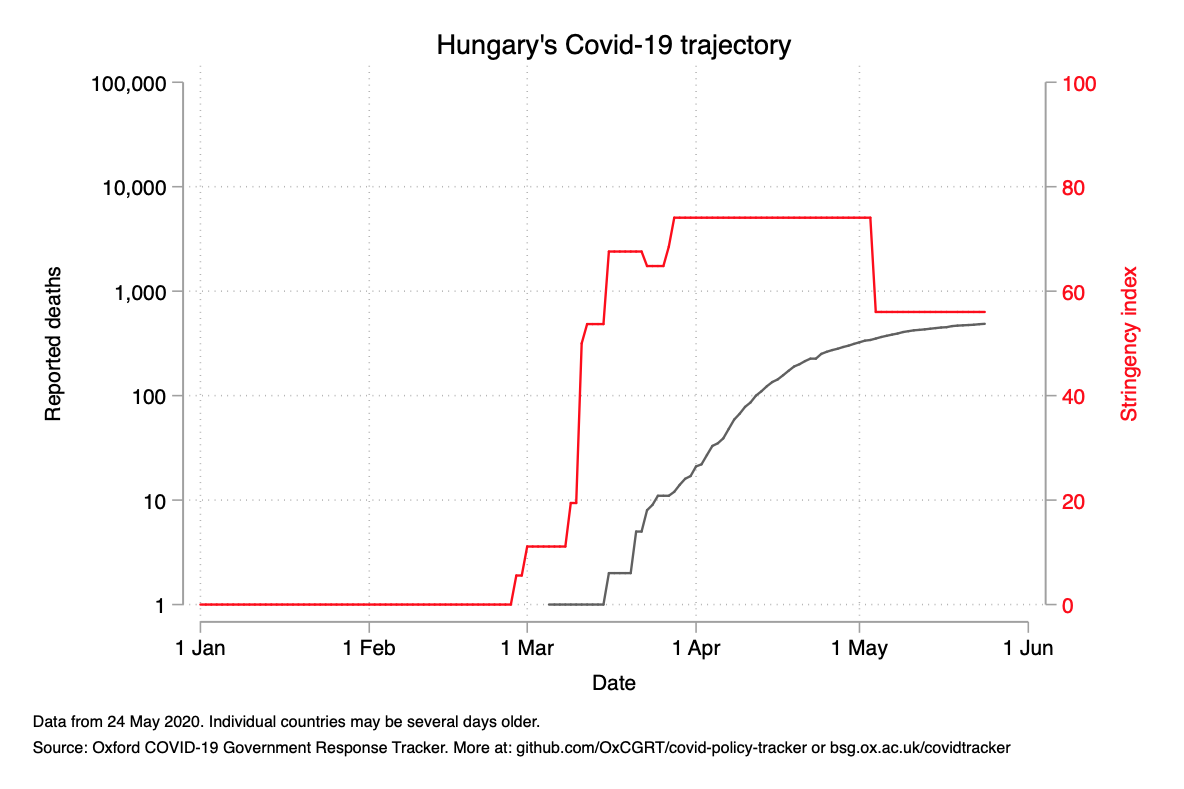 Hungary's Covid-19 trajectory
100,000
10,000
1,000
100
10
1
Reported deaths
100
80
60
40
20
0
Stringency index
1 Jan
1 Feb
1 Mar
1 Apr
1 May
1 Jun
Date
Data from 24 May 2020. Individual countries may be several days older.
Source: Oxford COVID-19 Government Response Tracker. More at: github.com/OxCGRT/covid-policy-tracker or bsg.ox.ac.uk/covidtracker